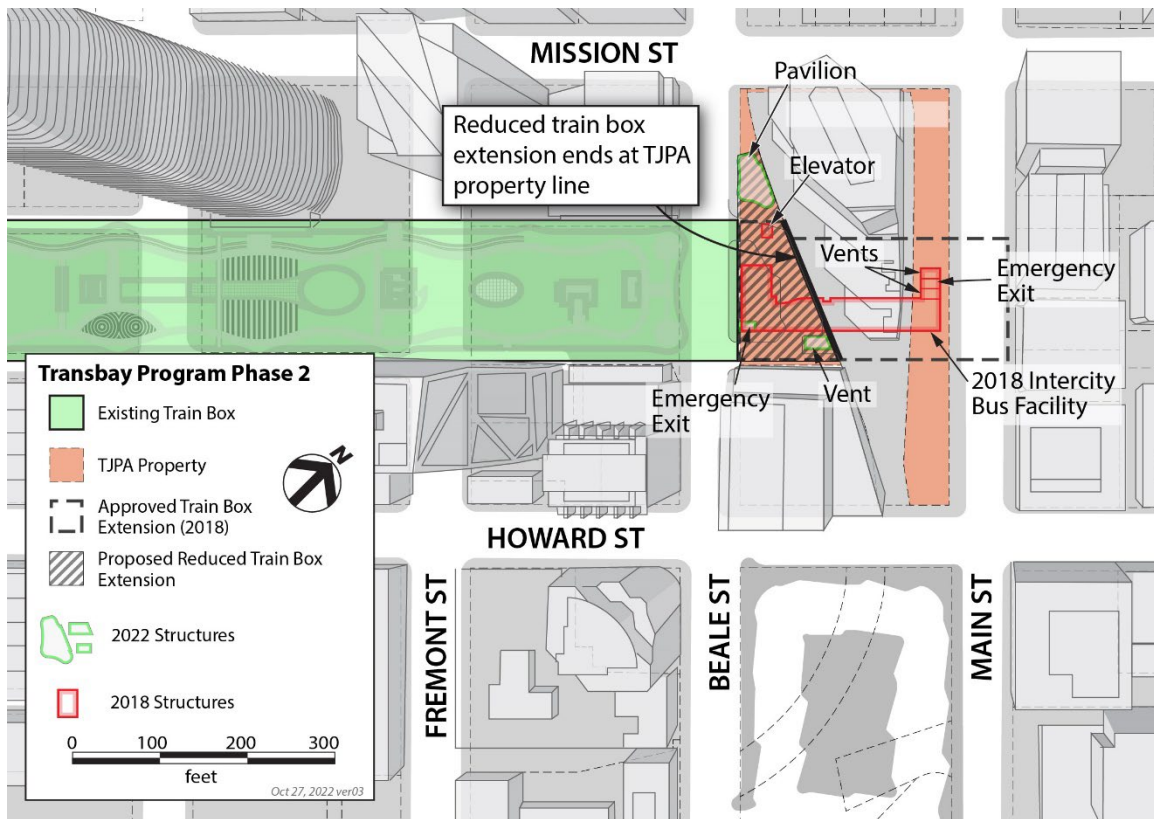 MISSION ST
Pavilion
Reduced train box
extension ends at TJPA
property line
Elevator
Vents
Emergency
Exit
2018 Intercity
Bus Facility
Emergency
Exit
Vent
Transbay Program Phase 2
Existing Train Box
TJPA Property
Approved Train Box
Extension (2018)
Proposed Reduced Train Box
Extension
2022 Structures
2018 Structures
0 100 200 300
feet
Oct 27, 2022 ver03
N
HOWARD ST
FREMONT ST
BEALE ST
MAIN ST